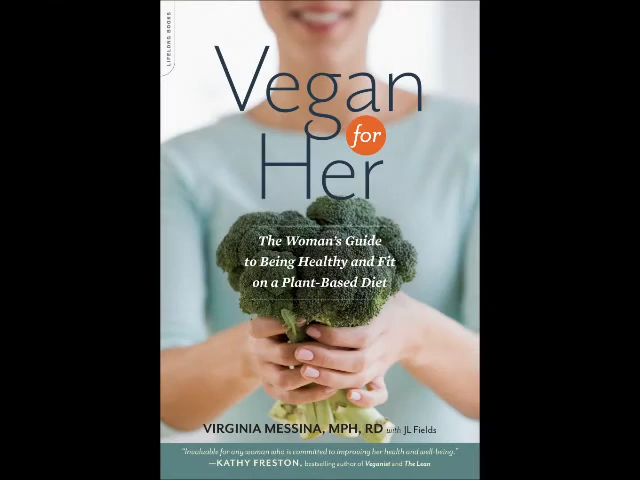 LIFELONG BOOKS
Vegan
for
Her
The Woman's Guide
to Being Healthy and Fit
on a Plant-Based Diet
VIRGINIA MESSINA, MPH, RD with JL Fields
"Invaluable for any woman who is committed to improving her health and well-being."
—KATHY FRESTON, bestselling author of Veganist and The Lean